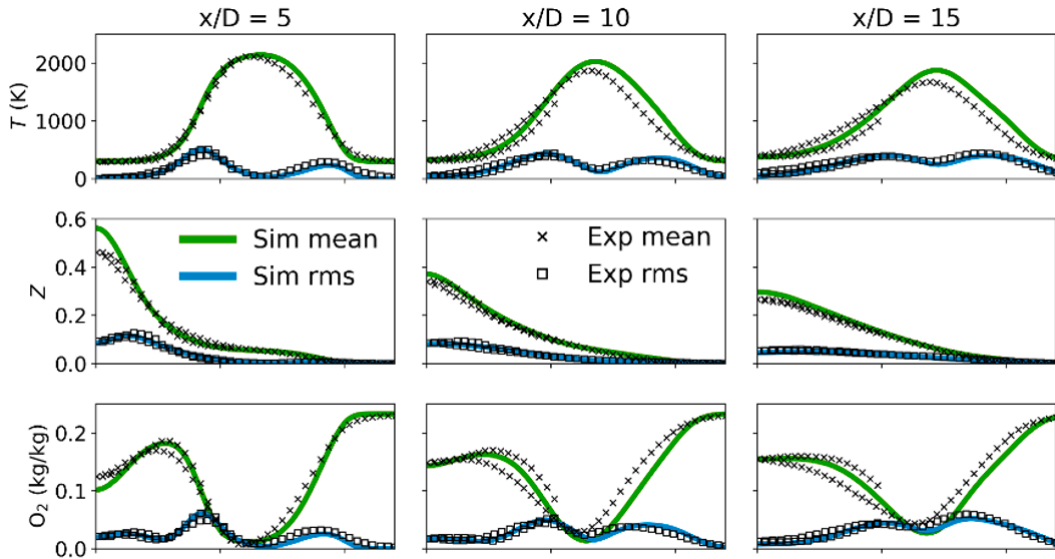 x/D = 5
x/D = 10
x/D = 15
T (K)
2000
1000
0
Z
0.6
0.4
0.2
0.0
Sim mean
Sim rms
Exp mean
Exp rms
O₂ (kg/kg)
0.2
0.1
0.0